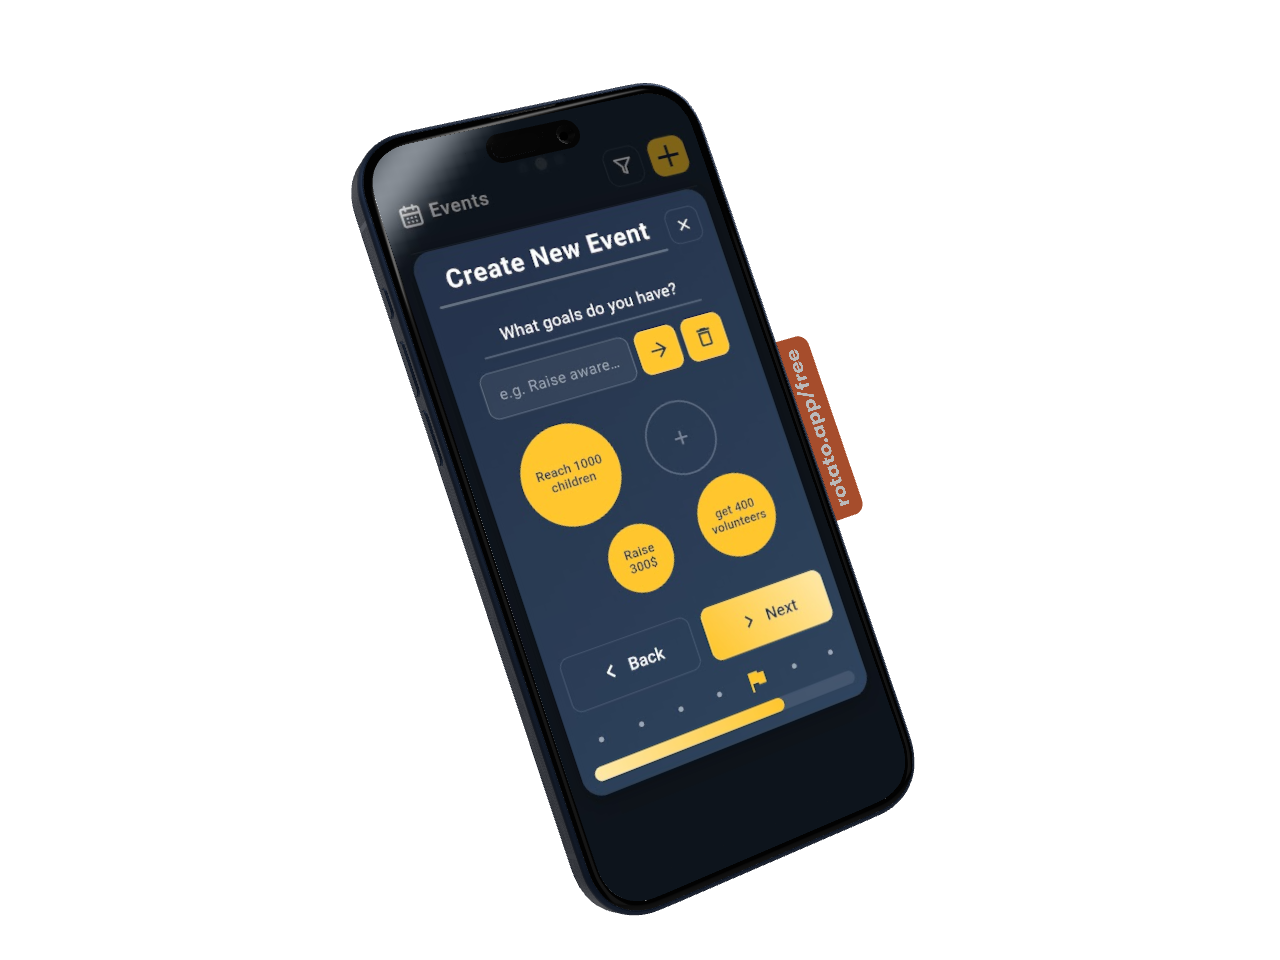 Events
Create New Event
What goals do you have?
e.g. Raise aware...
Reach 1000
children
get 400
volunteers
Raise
300$
Back
Next
rotato.app/free